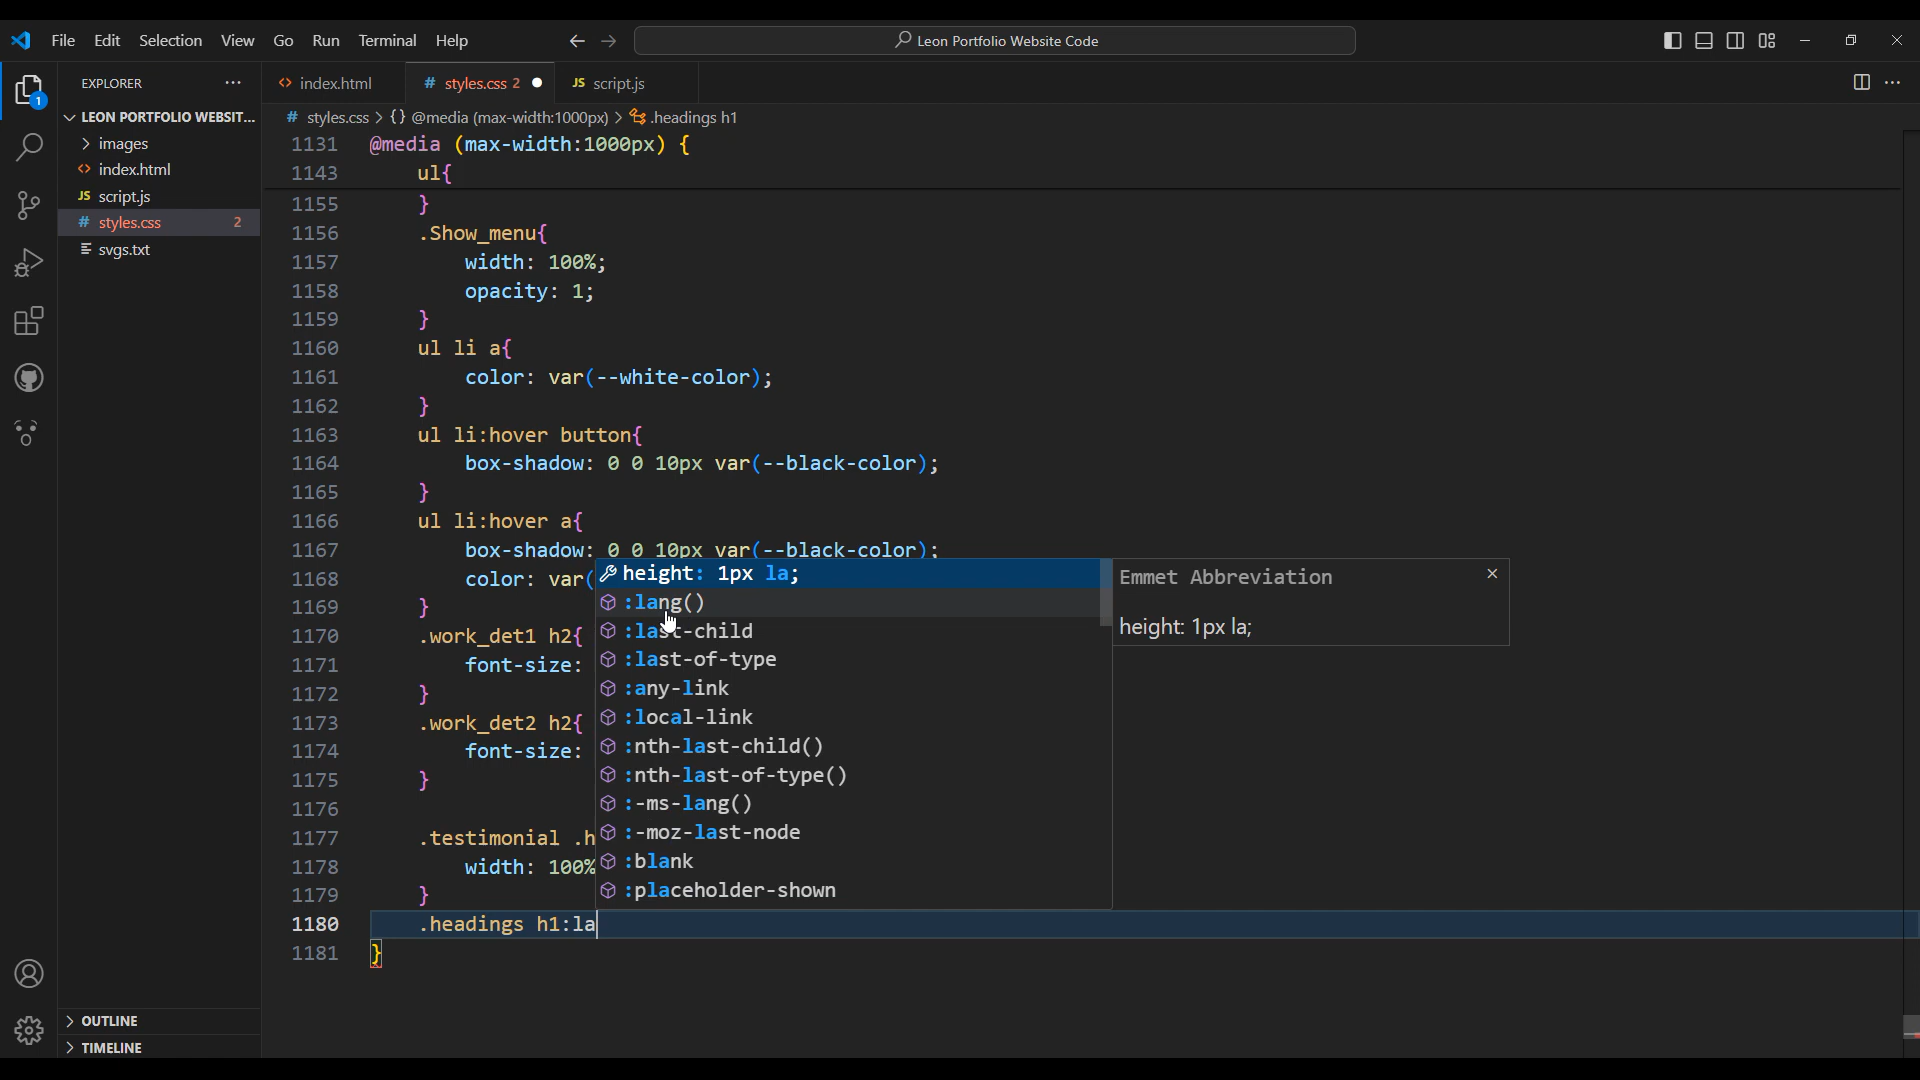 File Edit Selection View Go Run Terminal Help
Leon Portfolio Website Code
EXPLORER
index.html
# styles.css 2
JS script.js
1
LEON PORTFOLIO WEBSIT...
images
index.html
JS script.js
# styles.css 2
svgs.txt
OUTLINE
TIMELINE
# styles.css > {} @media (max-width:1000px) > .headings h1
1131 @media (max-width:1000px) {
1143 ul{
1155 }
1156 .Show_menu{
1157 width: 100%;
1158 opacity: 1;
1159 }
1160 ul li a{
1161 color: var(--white-color);
1162 }
1163 ul li:hover button{
1164 box-shadow: 0 0 10px var(--black-color);
1165 }
1166 ul li:hover a{
1167 box-shadow: 0 0 10px var(--black-color);
1168 color: var(
1169 }
1170 .work_det1 h2{
1171 font-size:
1172 }
1173 .work_det2 h2{
1174 font-size:
1175 }
1176
1177 .testimonial .h
1178 width: 100%
1179 }
1180 .headings h1:la
1181 }
height: 1px la;
:lang()
:last-child
:last-of-type
:any-link
:local-link
:nth-last-child()
:nth-last-of-type()
:-ms-lang()
:-moz-last-node
:blank
:placeholder-shown
Emmet Abbreviation
height: 1px la;